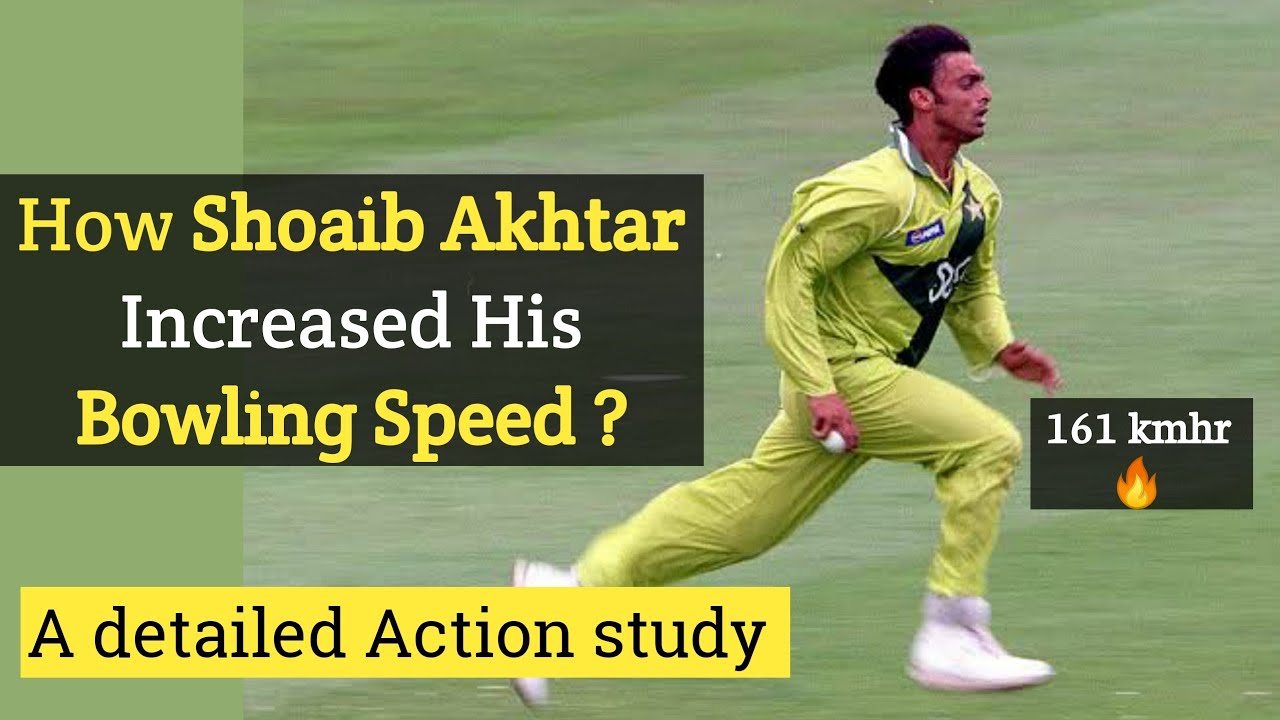 How Shoaib Akhtar
Increased His
Bowling Speed ?
161 kmhr
A detailed Action study